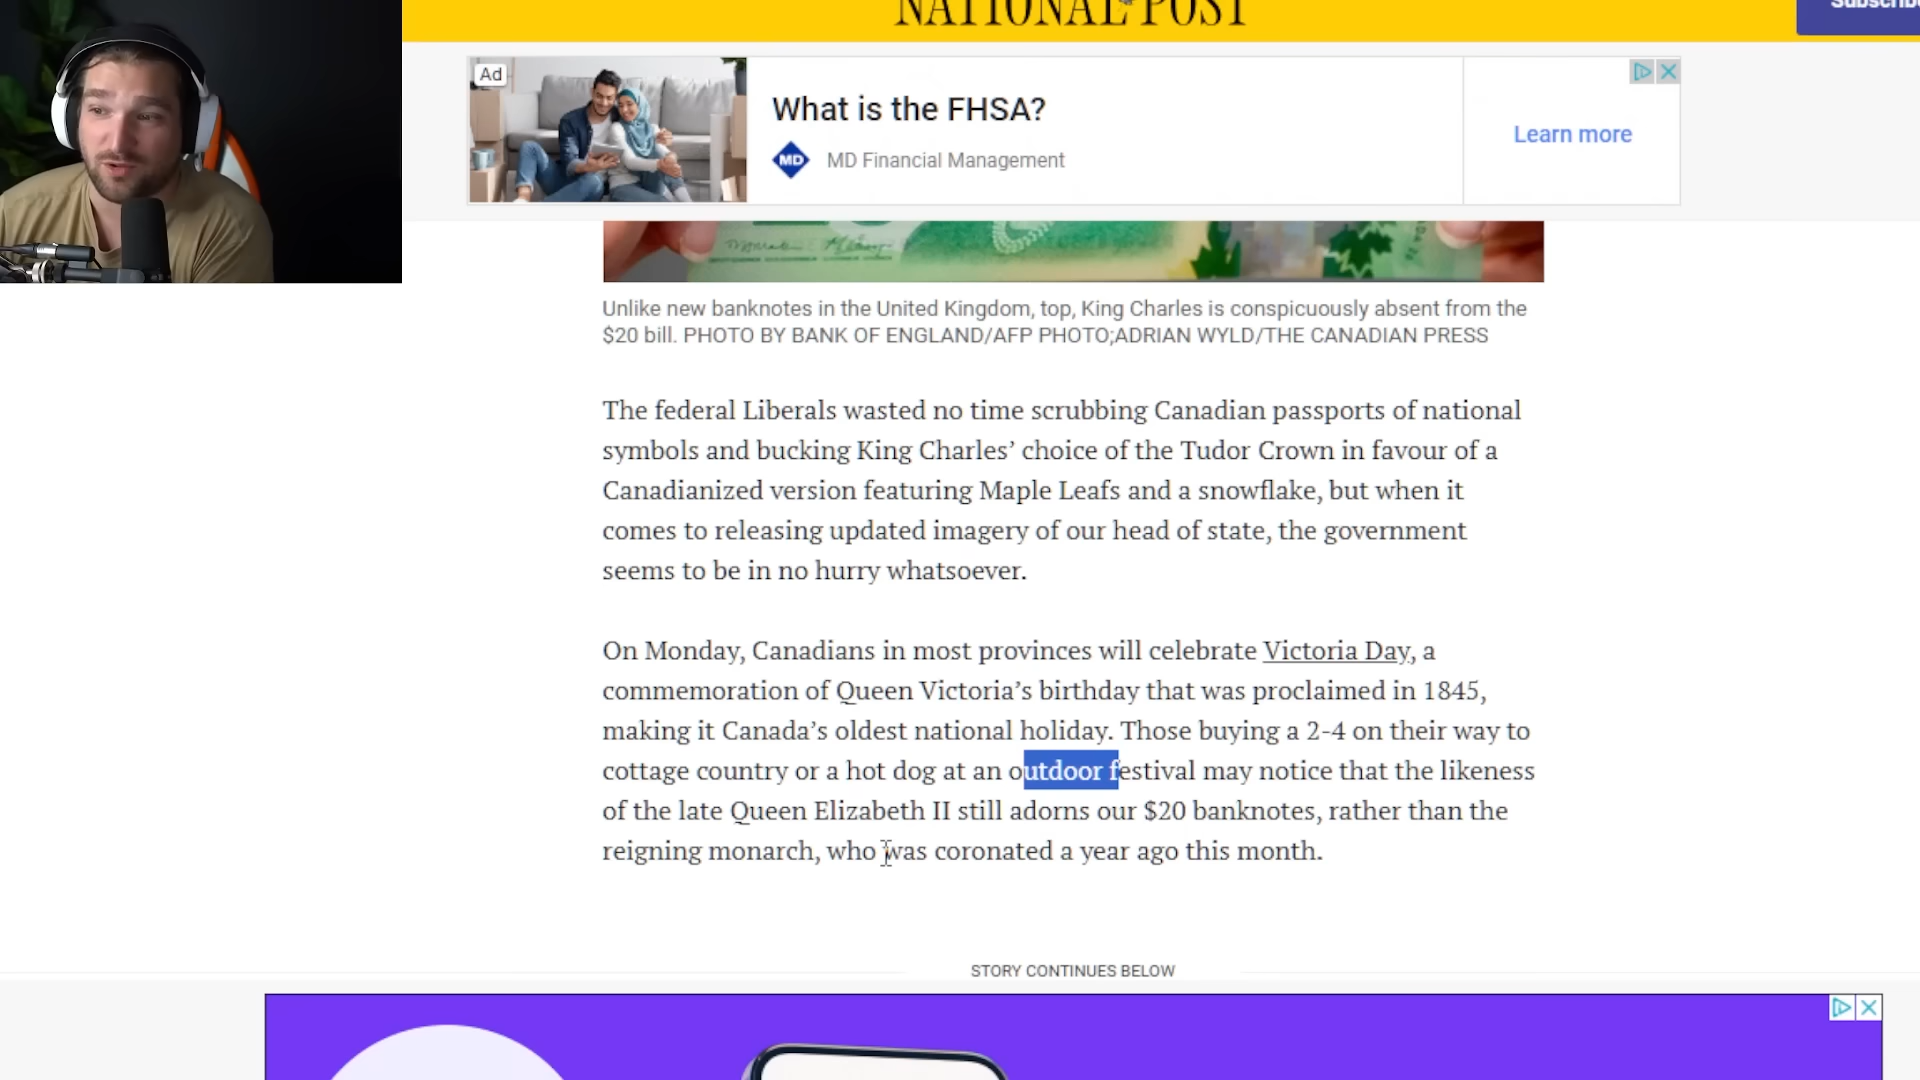 NATIONAL POST
Subscribe
Ad
What is the FHSA?
MD
MD Financial Management
Learn more
Unlike new banknotes in the United Kingdom, top, King Charles is conspicuously absent from the
$20 bill. PHOTO BY BANK OF ENGLAND/AFP PHOTO;ADRIAN WYLD/THE CANADIAN PRESS
The federal Liberals wasted no time scrubbing Canadian passports of national
symbols and bucking King Charles’ choice of the Tudor Crown in favour of a
Canadianized version featuring Maple Leafs and a snowflake, but when it
comes to releasing updated imagery of our head of state, the government
seems to be in no hurry whatsoever.
On Monday, Canadians in most provinces will celebrate Victoria Day, a
commemoration of Queen Victoria’s birthday that was proclaimed in 1845,
making it Canada’s oldest national holiday. Those buying a 2-4 on their way to
cottage country or a hot dog at an outdoor festival may notice that the likeness
of the late Queen Elizabeth II still adorns our $20 banknotes, rather than the
reigning monarch, who was coronated a year ago this month.
STORY CONTINUES BELOW